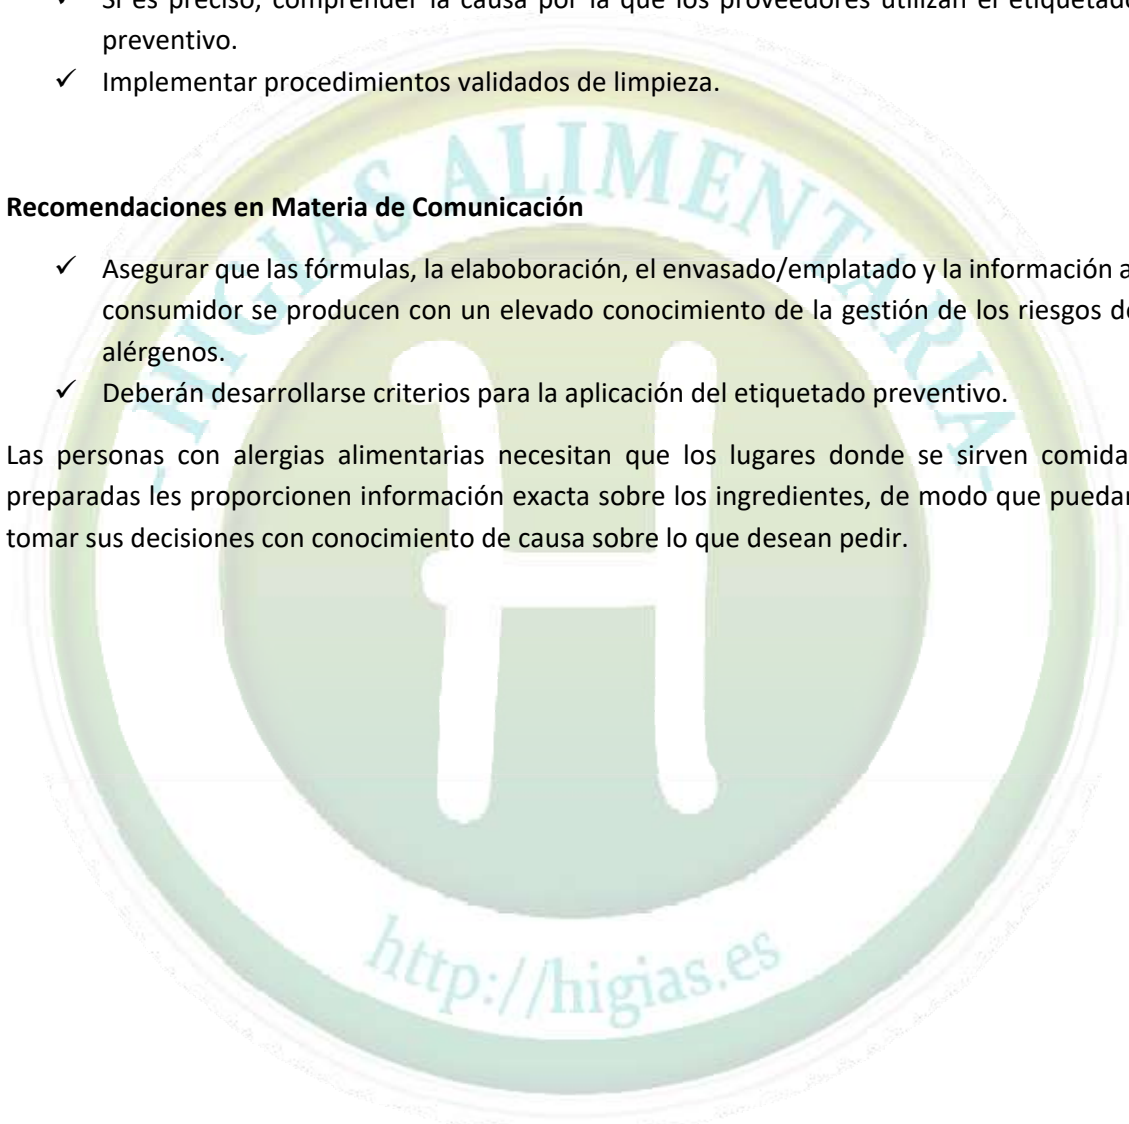 Si es preciso, comprender la causa por la que los proveedores utilizan el etiquetado
preventivo.
✓ Implementar procedimientos validados de limpieza.
Recomendaciones en Materia de Comunicación
✓ Asegurar que las fórmulas, la elaboboración, el envasado/emplatado y la información a
consumidor se producen con un elevado conocimiento de la gestión de los riesgos de
alérgenos.
✓ Deberán desarrollarse criterios para la aplicación del etiquetado preventivo.
Las personas con alergias alimentarias necesitan que los lugares donde se sirven comida
preparadas les proporcionen información exacta sobre los ingredientes, de modo que puedan
tomar sus decisiones con conocimiento de causa sobre lo que desean pedir.
- HIGIAS ALIMENTARIA -
H
http://higias.es